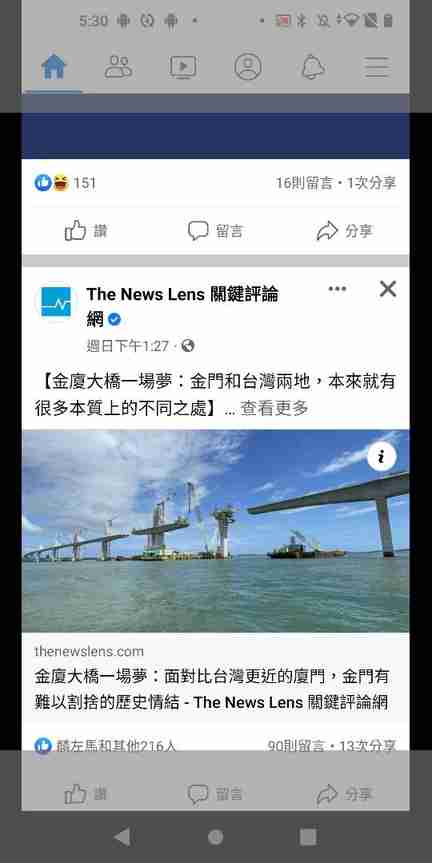 5:30
151
16則留言・1次分享
讚
留言
分享
The News Lens 關鍵評論
網
週日下午1:27 ·
【金廈大橋一場夢：金門和台灣兩地，本來就有
很多本質上的不同之處】... 查看更多
thenewslens.com
金廈大橋一場夢：面對比台灣更近的廈門，金門有
難以割捨的歷史情結 - The News Lens 關鍵評論網
麟左馬和其他216人
90則留言・13次分享
讚
留言
分享